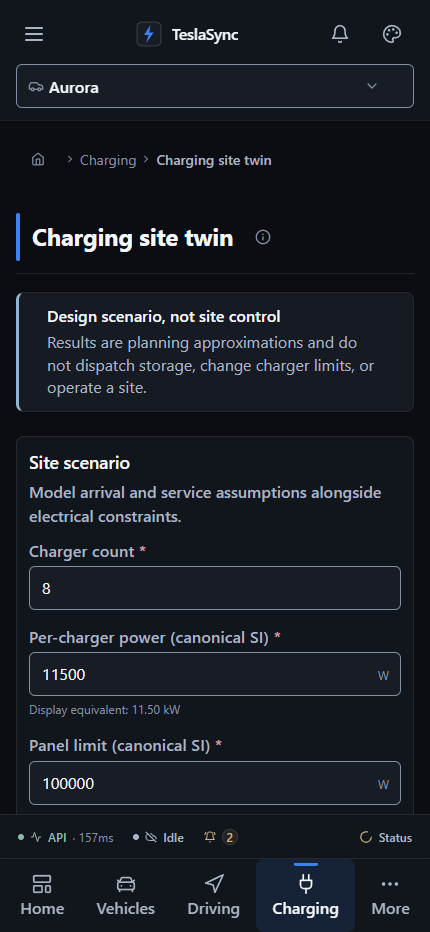 TeslaSync
Aurora
Charging
Charging site twin
Charging site twin
Design scenario, not site control
Results are planning approximations and do
not dispatch storage, change charger limits, or
operate a site.
Site scenario
Model arrival and service assumptions alongside
electrical constraints.
Charger count *
8
Per-charger power (canonical SI) *
11500 W
Display equivalent: 11.50 kW
Panel limit (canonical SI) *
100000 W
API · 157ms Idle 2 Status
Home Vehicles Driving Charging More